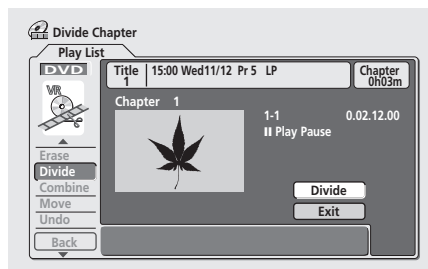 Divide Chapter
Play List
DVD
Title 1 15:00 Wed11/12 Pr 5 LP Chapter 0h03m
VR
Chapter 1
1-1 0.02.12.00
II Play Pause
Erase
Divide
Combine
Move
Undo
Back
Divide
Exit